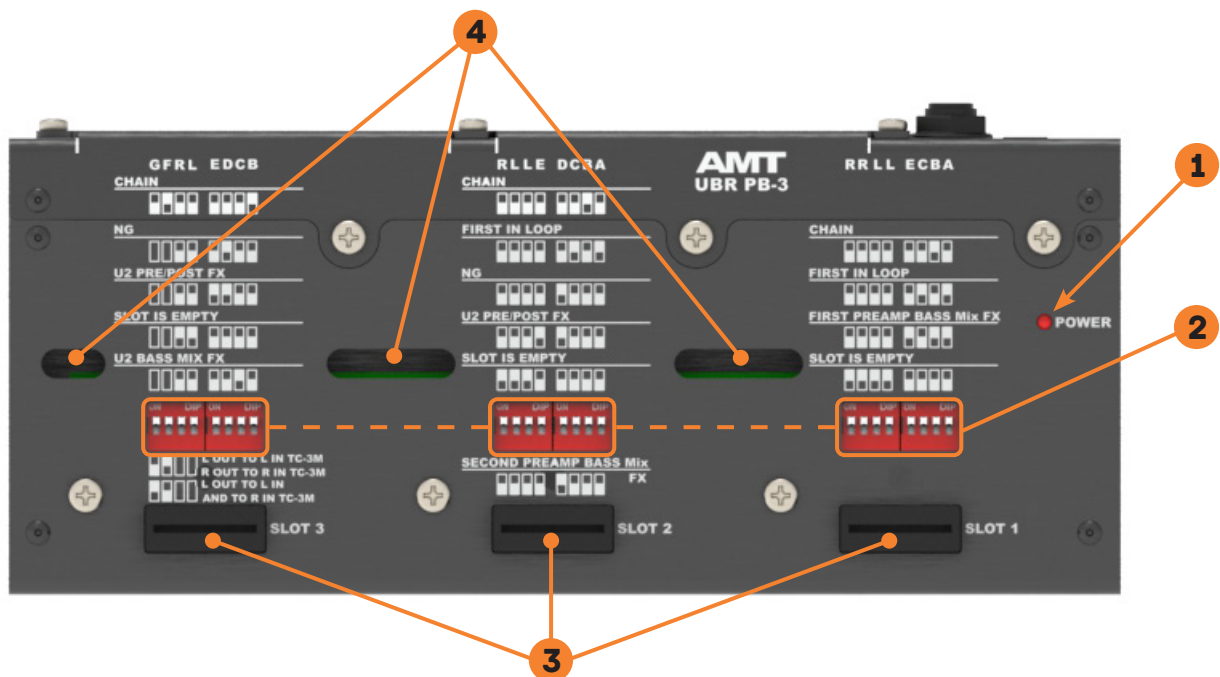 4
GFRL EDCB
CHAIN
NG
U2 PRE/POST FX
SLOT IS EMPTY
U2 BASS MIX FX
ON DIP ON DIP
L OUT TO L IN TC-3M
R OUT TO R IN TC-3M
L OUT TO L IN
AND TO R IN TC-3M
SLOT 3
RLLE DCBA
CHAIN
FIRST IN LOOP
NG
U2 PRE/POST FX
SLOT IS EMPTY
ON DIP ON DIP
SECOND PREAMP BASS Mix
FX
SLOT 2
AMT
UBR PB-3
RRLL ECBA
CHAIN
FIRST IN LOOP
FIRST PREAMP BASS Mix FX
SLOT IS EMPTY
ON DIP ON DIP
SLOT 1
1
POWER
2
3